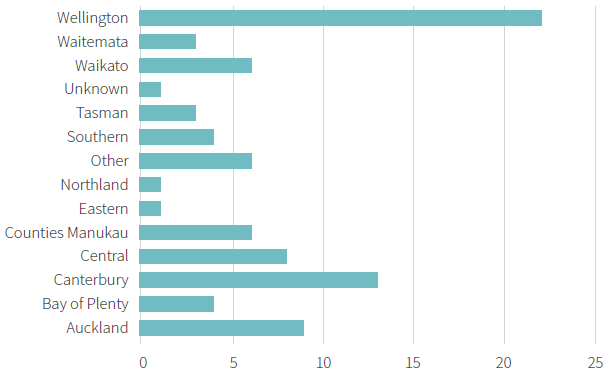 Wellington
Waitemata
Waikato
Unknown
Tasman
Southern
Other
Northland
Eastern
Counties Manukau
Central
Canterbury
Bay of Plenty
Auckland
0 5 10 15 20 25